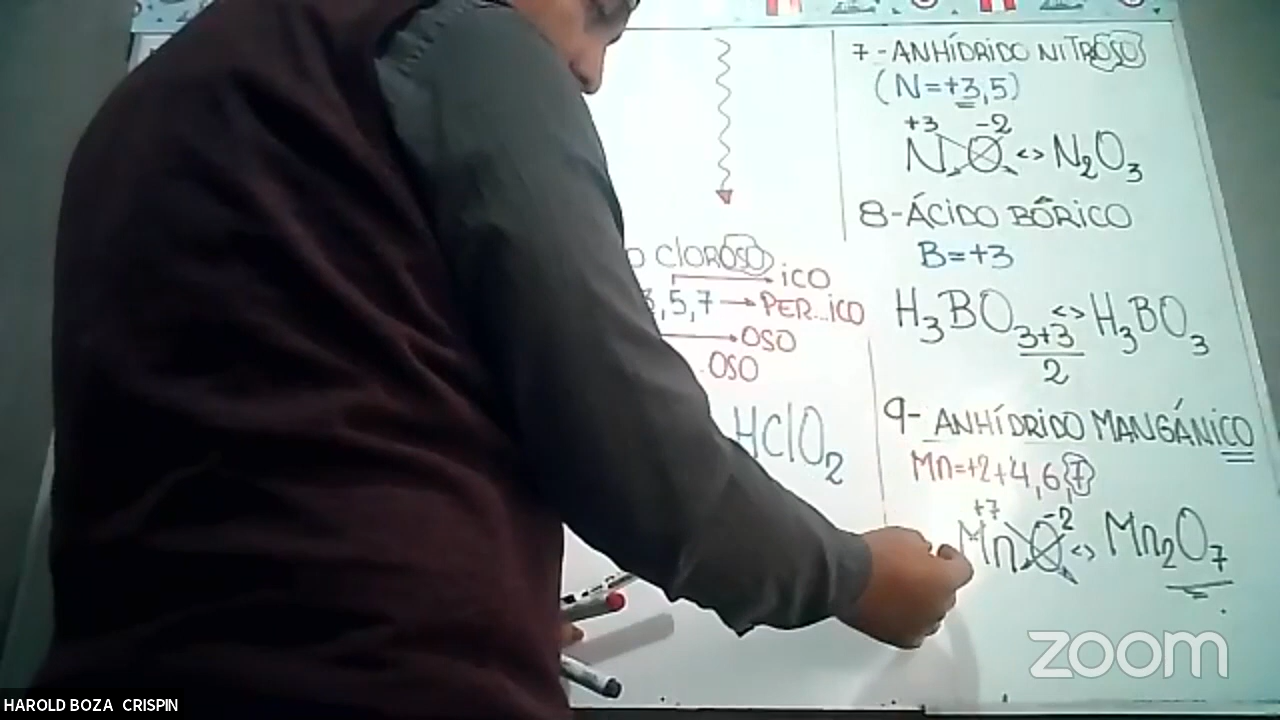 O CLOROSO
ICO
3,5,7 → PER...ICO
OSO
OSO
HClO₂
7-ANHÍDRIDO NITROSO
(N=+3,5)
+3 -2
N O <> N₂O₃
8-ÁCIDO BÓRICO
B=+3
H₃BO <> H₃BO₃
3+3
2
9- ANHÍDRIDO MANGÁNICO
Mn=+2+4,6,7
+7 -2
Mn O <> Mn₂O₇
zoom
HAROLD BOZA CRISPIN